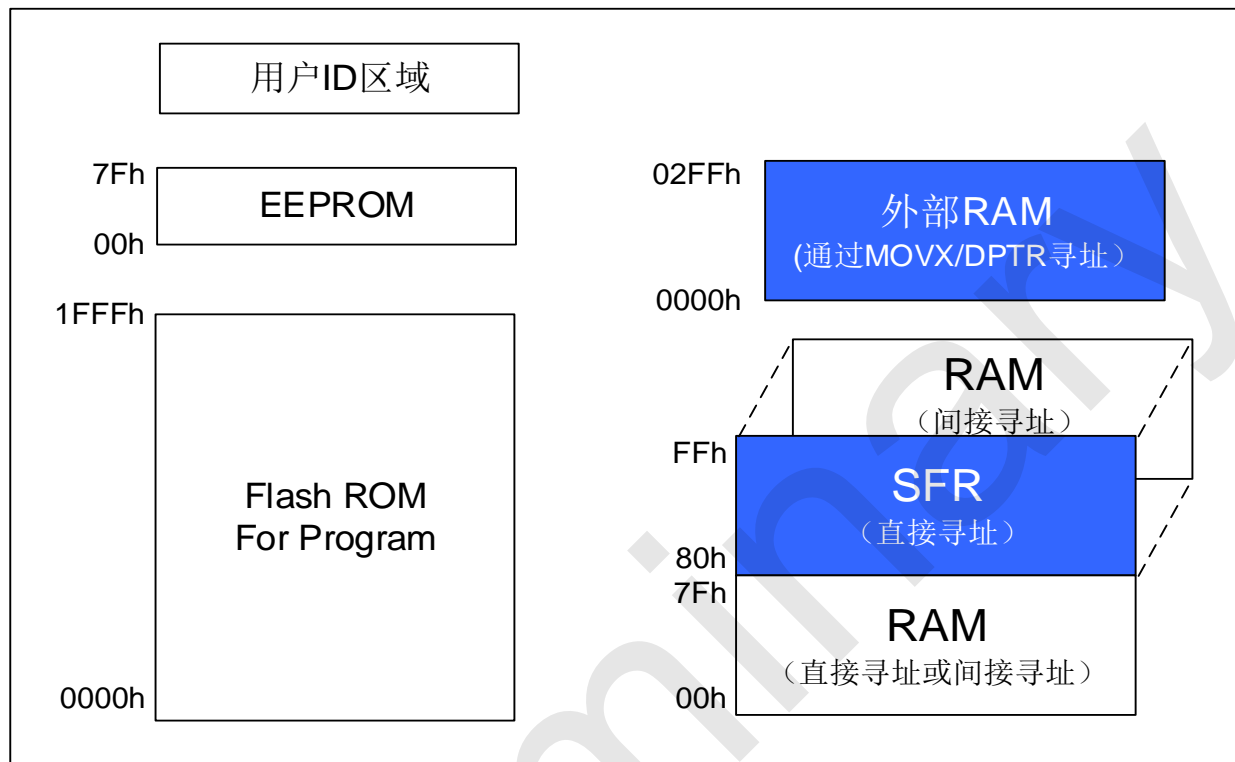 用户ID区域
7Fh
EEPROM
00h
1FFFh
Flash ROM
For Program
0000h
02FFh
外部RAM
(通过MOVX/DPTR寻址）
0000h
RAM
（间接寻址）
FFh
SFR
（直接寻址）
80h
7Fh
RAM
（直接寻址或间接寻址）
00h
minary